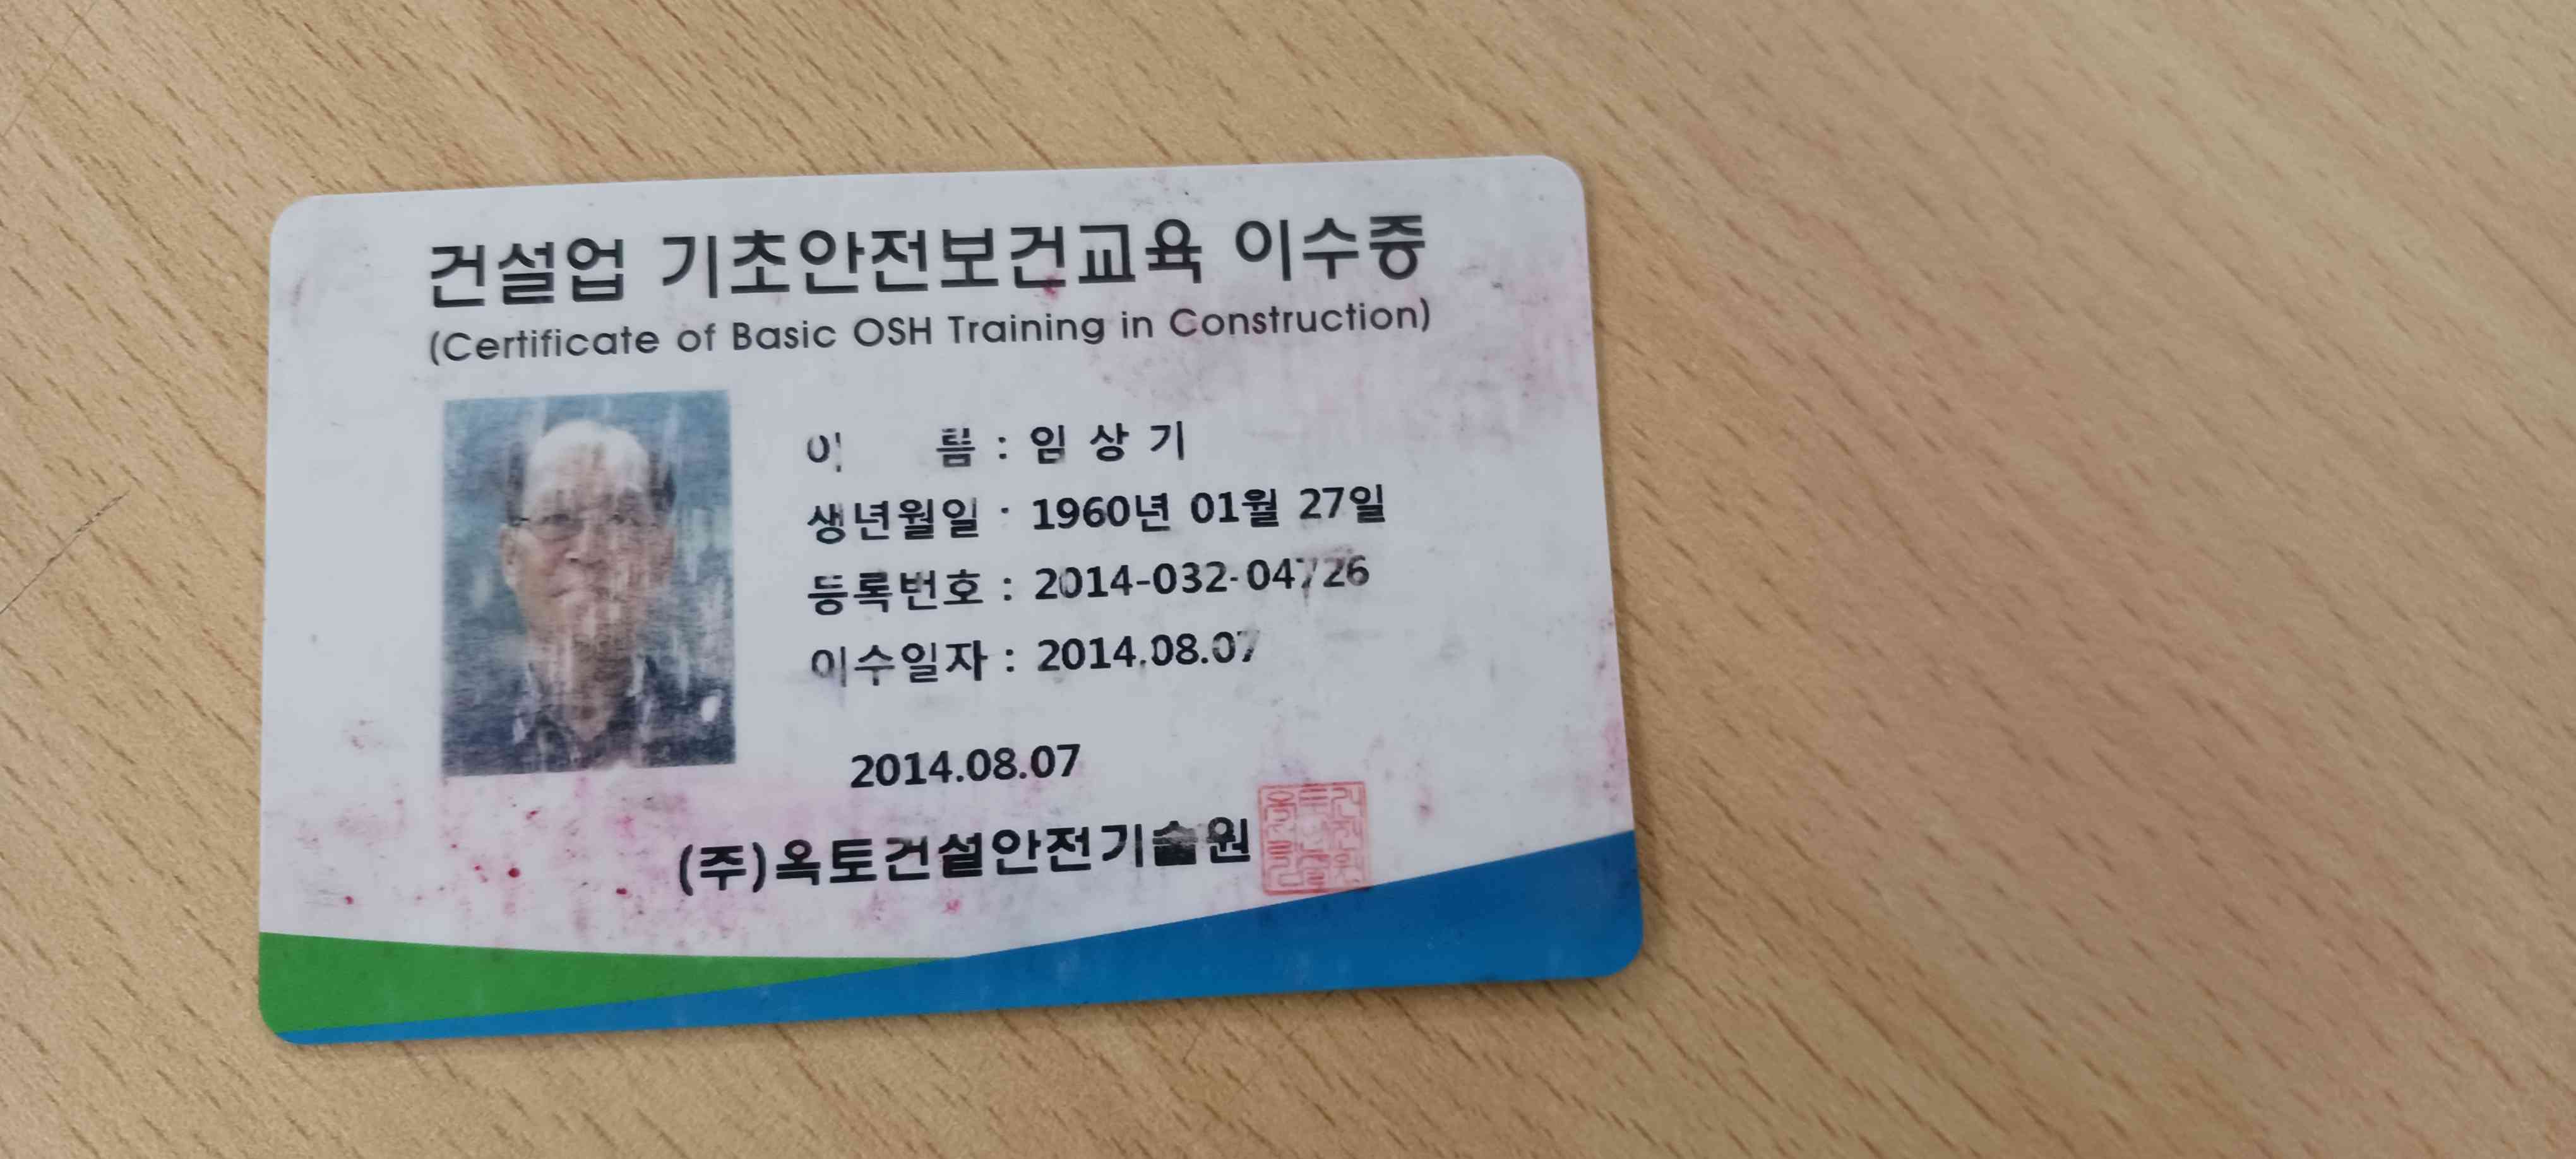 건설업 기초안전보건교육 이수증
(Certificate of Basic OSH Training in Construction)
이 름 : 임 상 기
생년월일 : 1960년 01월 27일
등록번호 : 2014-032-04726
이수일자 : 2014.08.07
2014.08.07
(주)옥토건설안전기술원